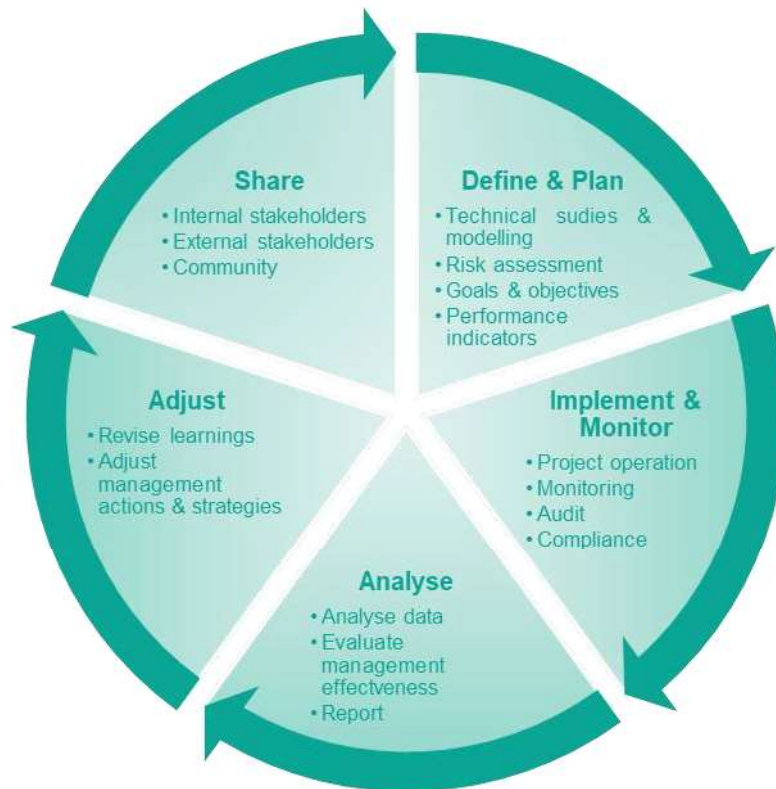 Share
• Internal stakeholders
• External stakeholders
• Community
Define & Plan
• Technical sudies &
modelling
• Risk assessment
• Goals & objectives
• Performance
indicators
Implement &
Monitor
• Project operation
• Monitoring
• Audit
• Compliance
Analyse
• Analyse data
• Evaluate
management
effectveness
• Report
Adjust
• Revise learnings
• Adjust
management
actions & strategies